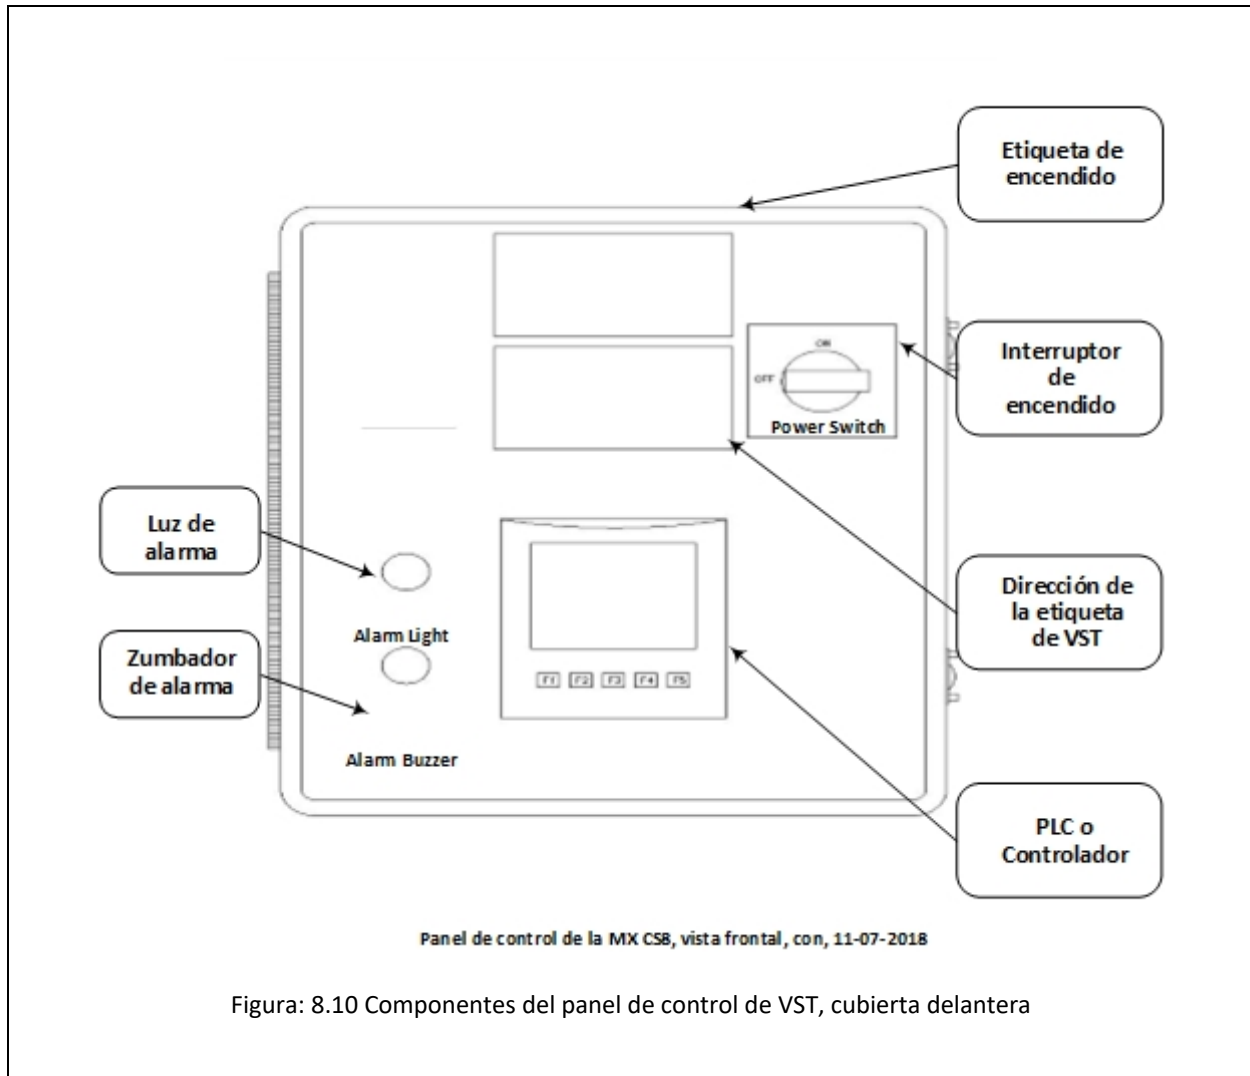 Etiqueta de
encendido
Interruptor
de
encendido
ON
OFF
Power Switch
Luz de
alarma
Alarm Light
Dirección de
la etiqueta
de VST
Zumbador
de alarma
F1 F2 F3 F4 F5
Alarm Buzzer
PLC o
Controlador
Panel de control de la MX CS8, vista frontal, con, 11-07-2018
Figura: 8.10 Componentes del panel de control de VST, cubierta delantera